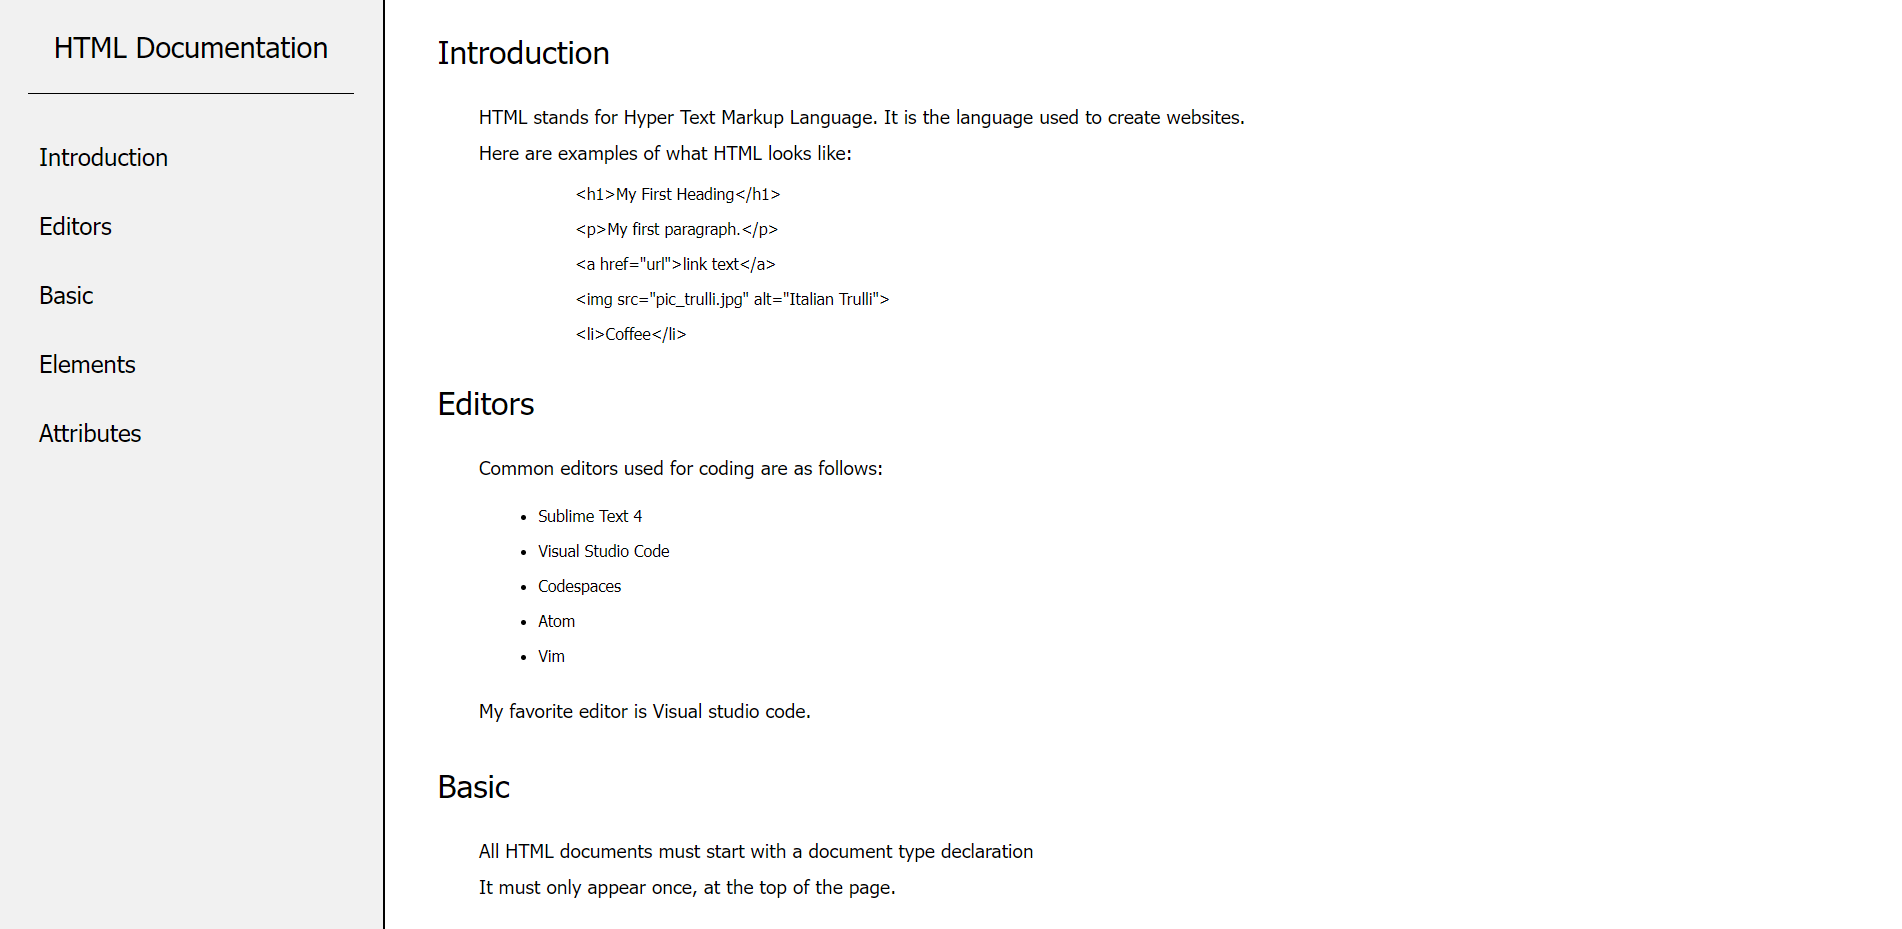 HTML Documentation
Introduction
Editors
Basic
Elements
Attributes
Introduction
HTML stands for Hyper Text Markup Language. It is the language used to create websites.
Here are examples of what HTML looks like:
<h1>My First Heading</h1>
<p>My first paragraph.</p>
<a href="url">link text</a>
<img src="pic_trulli.jpg" alt="Italian Trulli">
<li>Coffee</li>
Editors
Common editors used for coding are as follows:
• Sublime Text 4
• Visual Studio Code
• Codespaces
• Atom
• Vim
My favorite editor is Visual studio code.
Basic
All HTML documents must start with a document type declaration
It must only appear once, at the top of the page.